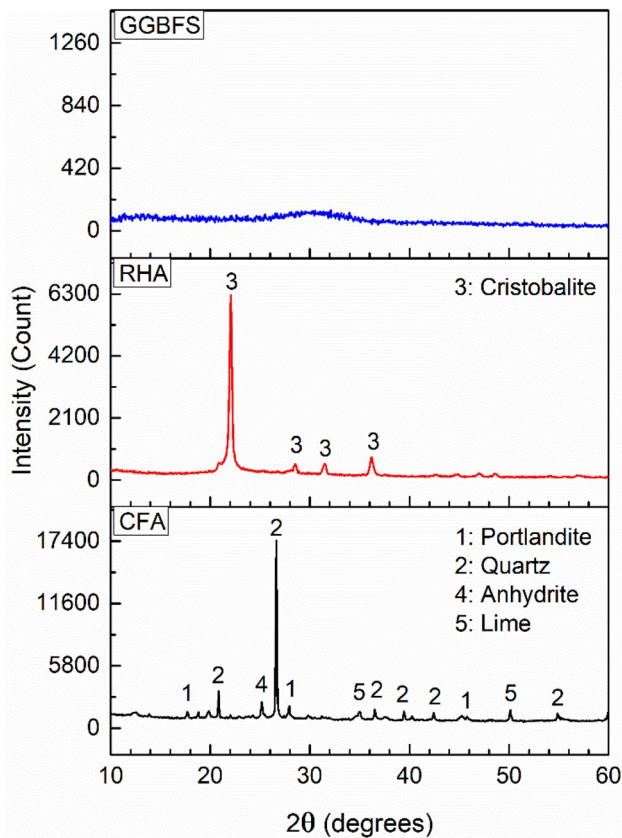 GGBFS
1260
840
420
0
RHA
3: Cristobalite
3
6300
4200
3 3 3
2100
0
Intensity (Count)
CFA
1: Portlandite
2: Quartz
4: Anhydrite
5: Lime
2
17400
11600
5800
1 2 4 1 5 2 2 2 1 5 2
0
10 20 30 40 50 60
2θ (degrees)